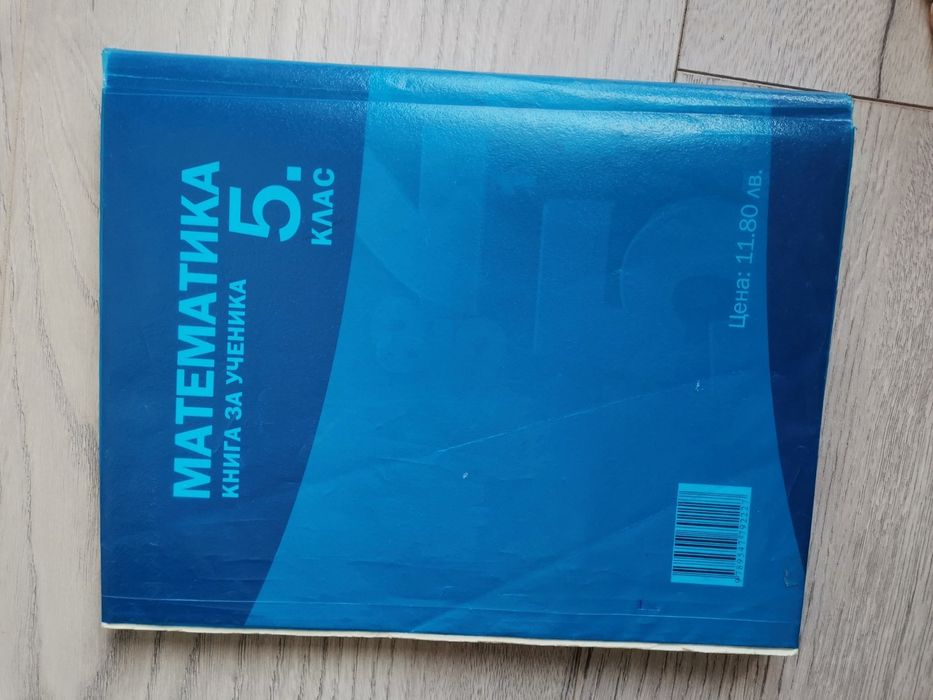 МАТЕМАТИКА
КНИГА ЗА УЧЕНИКА
5.
КЛАС
Цена: 11.80 лв.